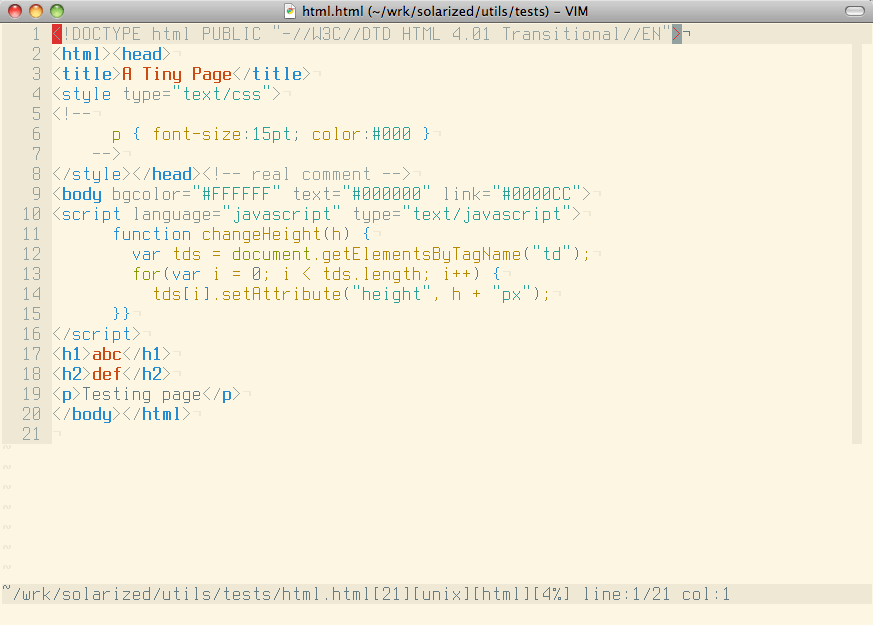 html.html (~/wrk/solarized/utils/tests) – VIM
1 <!DOCTYPE html PUBLIC "-//W3C//DTD HTML 4.01 Transitional//EN">¬
2 <html><head>¬
3 <title>A Tiny Page</title>¬
4 <style type="text/css">¬
5 <!--¬
6       p { font-size:15pt; color:#000 }¬
7     -->¬
8 </style></head><!-- real comment -->¬
9 <body bgcolor="#FFFFFF" text="#000000" link="#0000CC">¬
10 <script language="javascript" type="text/javascript">¬
11       function changeHeight(h) {¬
12         var tds = document.getElementsByTagName("td");¬
13         for(var i = 0; i < tds.length; i++) {¬
14           tds[i].setAttribute("height", h + "px");¬
15       }}¬
16 </script>¬
17 <h1>abc</h1>¬
18 <h2>def</h2>¬
19 <p>Testing page</p>¬
20 </body></html>¬
21 ¬
~
~
~
~
~
~
~
~/wrk/solarized/utils/tests/html.html[21][unix][html][4%] line:1/21 col:1